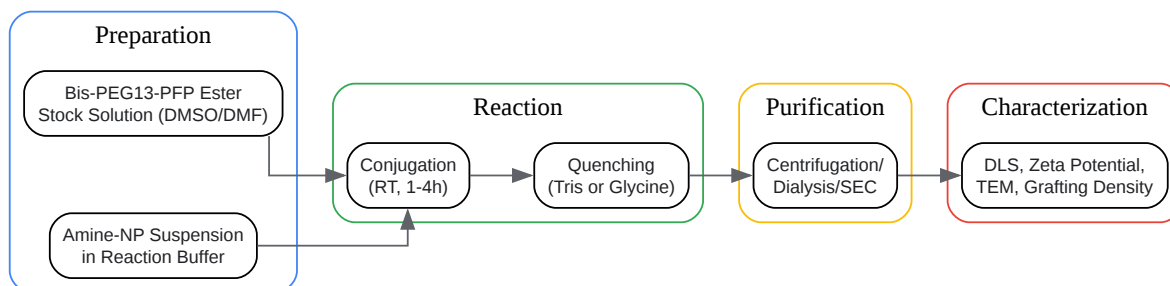 Preparation
Bis-PEG13-PFP Ester
Stock Solution (DMSO/DMF)
Amine-NP Suspension
in Reaction Buffer
Reaction
Conjugation
(RT, 1-4h)
Quenching
(Tris or Glycine)
Purification
Centrifugation/
Dialysis/SEC
Characterization
DLS, Zeta Potential,
TEM, Grafting Density